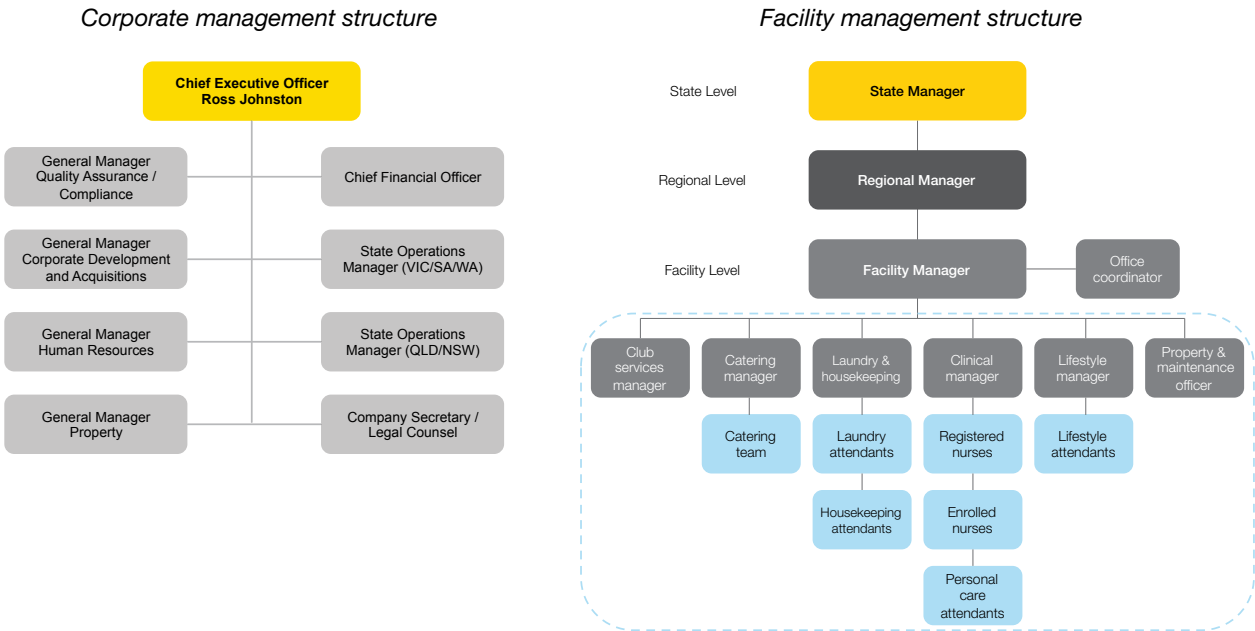 Corporate management structure
Chief Executive Officer
Ross Johnston
General Manager
Quality Assurance /
Compliance
Chief Financial Officer
General Manager
Corporate Development
and Acquisitions
State Operations
Manager (VIC/SA/WA)
General Manager
Human Resources
State Operations
Manager (QLD/NSW)
General Manager
Property
Company Secretary /
Legal Counsel
Facility management structure
State Level
State Manager
Regional Level
Regional Manager
Facility Level
Facility Manager
Office
coordinator
Club
services
manager
Catering
manager
Laundry &
housekeeping
Clinical
manager
Lifestyle
manager
Property &
maintenance
officer
Catering
team
Laundry
attendants
Registered
nurses
Lifestyle
attendants
Housekeeping
attendants
Enrolled
nurses
Personal
care
attendants